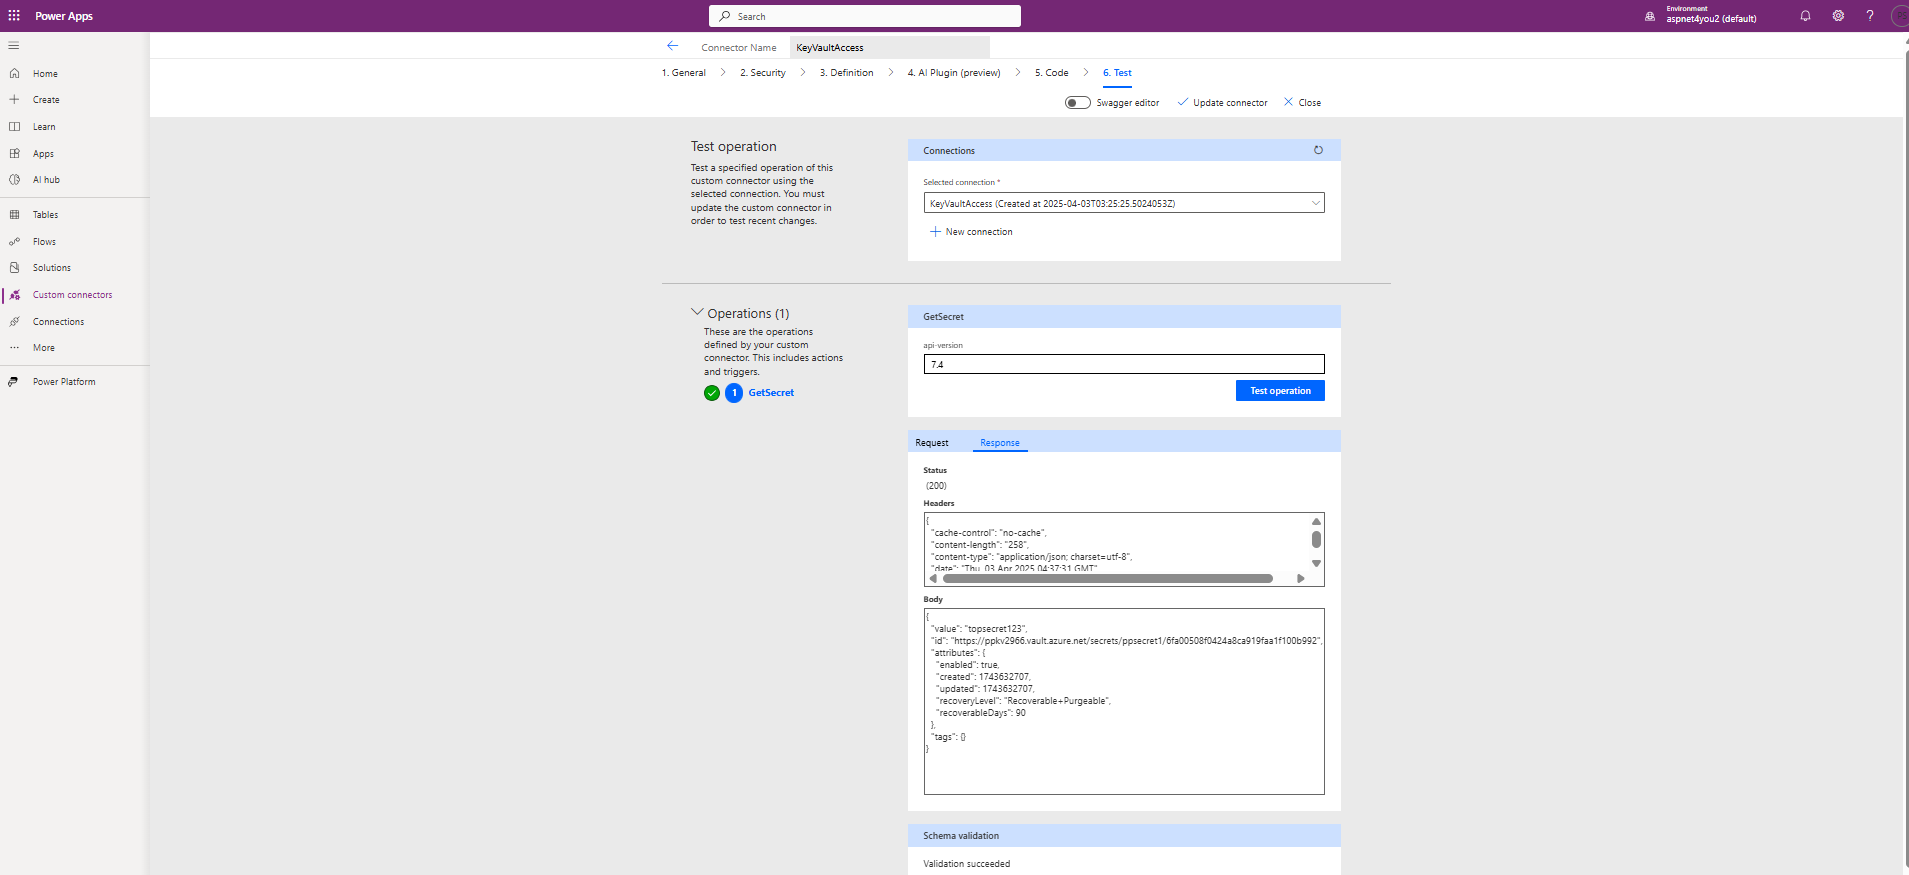 Power Apps
Search
Environment
aspnet4you2 (default)
Home
Create
Learn
Apps
AI hub
Tables
Flows
Solutions
Custom connectors
Connections
More
Power Platform
Connector Name KeyVaultAccess
1. General 2. Security 3. Definition 4. AI Plugin (preview) 5. Code 6. Test
Swagger editor Update connector Close
Test operation
Test a specified operation of this
custom connector using the
selected connection. You must
update the custom connector in
order to test recent changes.
Connections
Selected connection *
KeyVaultAccess (Created at 2025-04-03T03:25:25.5024053Z)
New connection
Operations (1)
These are the operations
defined by your custom
connector. This includes actions
and triggers.
1 GetSecret
GetSecret
api-version
7.4
Test operation
Request Response
Status
(200)
Headers
{
"cache-control": "no-cache",
"content-length": "258",
"content-type": "application/json; charset=utf-8",
"date": "Thu, 03 Apr 2025 04:37:31 GMT"
Body
{
"value": "topsecret123",
"id": "https://ppkv2966.vault.azure.net/secrets/ppsecret1/6fa00508f0424a8ca919faa1f100b992",
"attributes": {
"enabled": true,
"created": 1743632707,
"updated": 1743632707,
"recoveryLevel": "Recoverable+Purgeable",
"recoverableDays": 90
},
"tags": {}
}
Schema validation
Validation succeeded